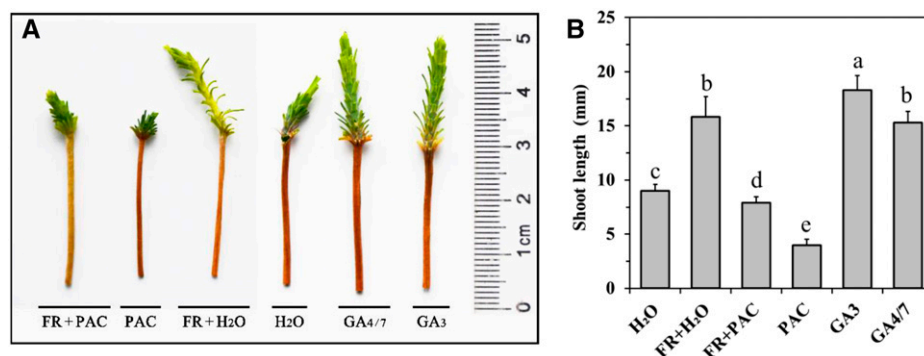 A
5
4
3
2
1cm
0
FR+PAC PAC FR+H2O H2O GA4/7 GA3
B
Shoot length (mm)
25
20
15
10
5
0
c
b
d
e
a
b
H2O
FR+H2O
FR+PAC
PAC
GA3
GA4/7